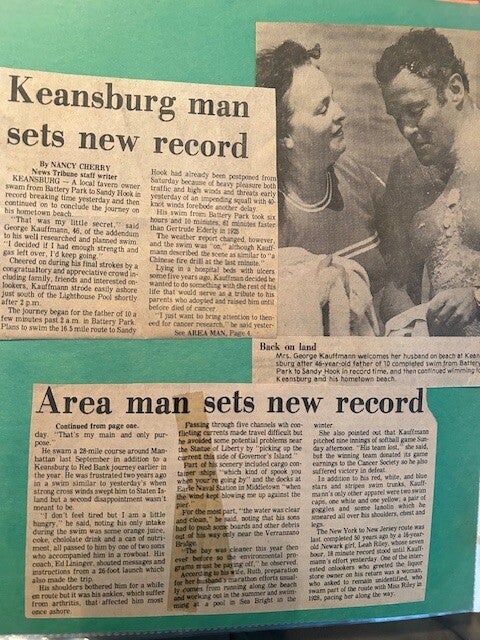 Keansburg man
sets new record
By NANCY CHERRY
News Tribune staff writer
KEANSBURG — A local tavern owner
swam from Battery Park to Sandy Hook in
record breaking time yesterday and then
continued on to conclude the journey on
his hometown beach.
"That was my little secret" said
George Kauffmann, 46, of the addendum
to his well researched and planned swim.
"I decided if I had enough strength and
gas left over, I'd keep going.
Cheered on during his final strokes by a
congratualtory and appreciative crowd in-
cluding family, friends and interested on-
lookers, Kauffmann strode easily ashore
just south of the Lighthouse Pool shortly
after 2 p.m.
The journey began for the father of 10 a
few minutes past 2 a.m. in Battery Park.
Plans to swim the 16.5 mile route to Sandy
Hook had already been postponed from
Saturday because of heavy pleasure boat
traffic and high winds and threats early
yesterday of an impending squall with 40-
knot winds forebode another delay.
His swim from Battery Park took six
hours and 10 minutes, 81 minutes faster
than Gertrude Ederly in 1925.
The weather report changed, however,
and the swim was "on," although Kauff-
mann described the scene as similar to "a
Chinese fire drill at the last minute."
Lying in a hospital beds with ulcers
some five years ago, Kauffman decided he
wanted to do something with the rest of his
life that would serve as a tribute to his
parents who adopted and raised him until
before died of cancer.
"I just want to bring attention to the
need for cancer research," he said yester-
See AREA MAN, Page 4
Back on land
Mrs. George Kauffmann welcomes her husband on beach at Kean
sburg after 46-year-old father of 10 completed swim from Battery
Park to Sandy Hook in record time, and then continued swimming to
Keansburg and his hometown beach.
Area man sets new record
Continued from page one.
day. "That's my main and only pur-
pose."
He swam a 28-mile course around Man-
hattan last September in addition to a
Keansburg to Red Bank journey earlier in
the year. He was frustrated two years ago
in a swim similar to yesterday's when
strong cross winds swept him to Staten Is-
land but a second disappointment wasn't
meant to be.
"I don't feel tired but I am a little
hungry," he said, noting his only intake
during the swim was some orange juice,
coke, chololate drink and a can of nutri-
ment, all passed to him by one of two sons
who accompanied him in a rowboat. His
coach, Ed Lininger, shouted messages and
instructions from a 26-foot launch which
also made the trip.
His shoulders bothered him for a while
en route but it was his ankles, which suffer
from arthritis, that affected him most
once ashore.
Passing through five channels with con-
flicting currents made travel difficult but
he avoided some potential problems near
the Statue of Liberty by "picking up the
current this side of Governor's Island."
Part of his scenery included cargo con-
tainer ships "which kind of spook you
when your're going by" and the docks at
Earle Naval Station in Middletown "when
the wind kept blowing me up against the
pier."
For the most part, "the water was clear
and clean," he said, noting that his sons
had to push some boards and other debris
out of his way only near the Verranzano
Bridge.
"The bay was cleaner this year then
ever before so the environmental pro-
grams must be paying off," he observed.
According to his wife, Ruth, preparation
for her husband's marathon efforts usual-
ly comes from running along the beach
and working out in the summer and swim-
ming at a pool in Sea Bright in the
winter.
She also pointed out that Kauffmann
pitched nine innings of softball game Sun-
day afternoon. "His team lost," she said,
but the winning team donated its game
earnings to the Cancer Society so he also
suffered victory in defeat.
In addition to his red, white, and blue
stars and stripes swim trunks, Kauff-
mann's only other apparel were two swim
caps, one white and one yellow; a pair of
goggles and some lanolin which he
smeared all over his shoulders, chest and
legs.
The New York to New Jersey route was
last completed 50 years ago by a 16-year-
old Newark girl, Leah Riley, whose seven
hour, 18 minute record stood until Kauff-
mann's effort yesterday. One of the inter-
ested onlookers who greeted the liquor
store owner on his return was a woman,
who asked to remain unidentified, who
swam part of the route with Miss Riley in
1928, pacing her along the way.